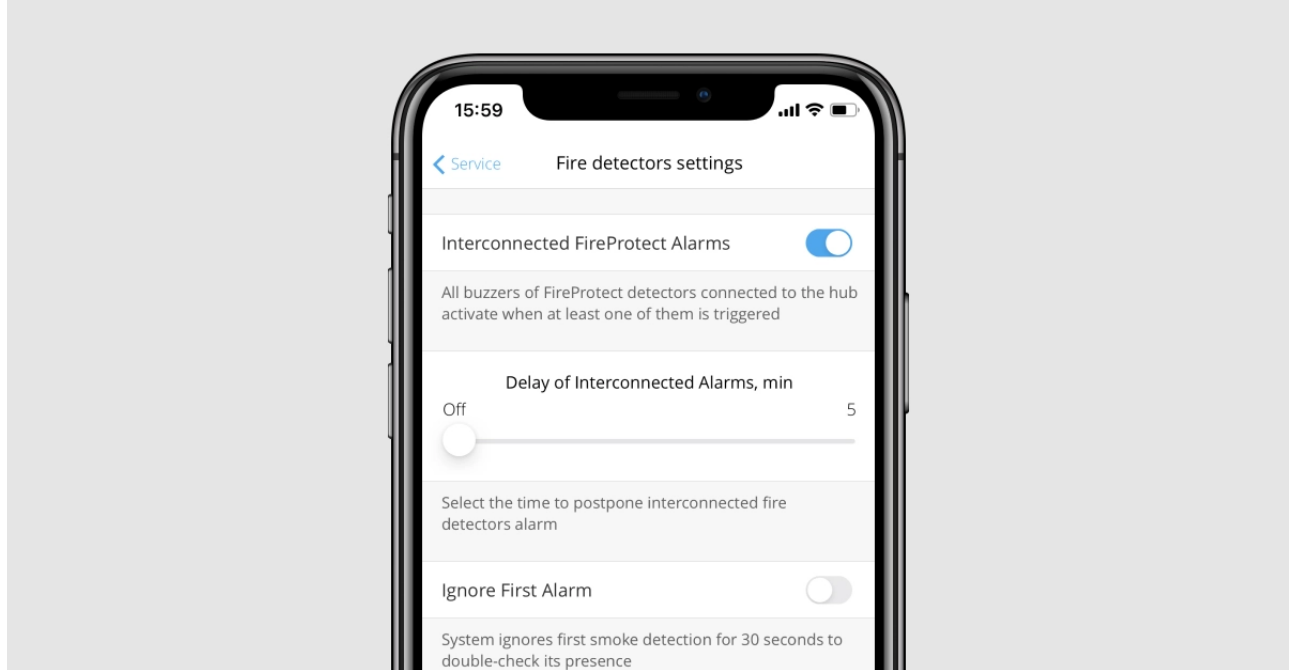 15:59
Service
Fire detectors settings
Interconnected FireProtect Alarms
All buzzers of FireProtect detectors connected to the hub
activate when at least one of them is triggered
Delay of Interconnected Alarms, min
Off
5
Select the time to postpone interconnected fire
detectors alarm
Ignore First Alarm
System ignores first smoke detection for 30 seconds to
double-check its presence